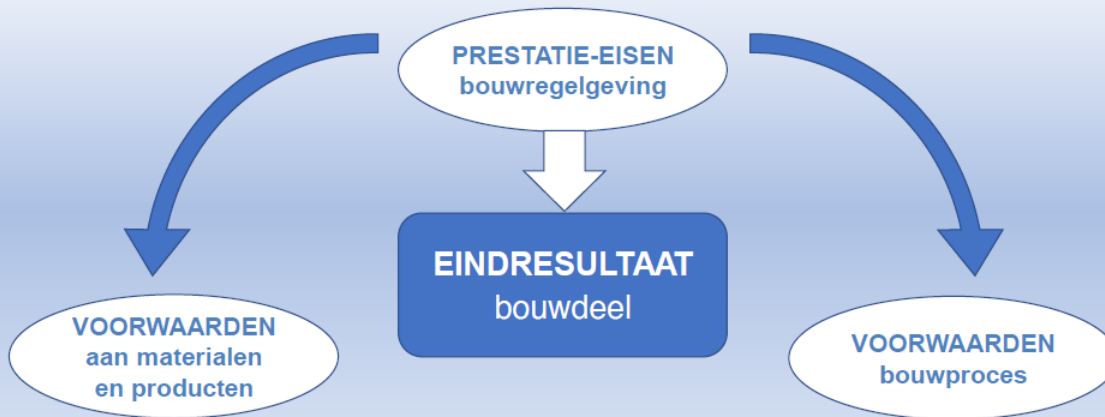 PRESTATIE-EISEN
bouwregelgeving
EINDRESULTAAT
bouwdeel
VOORWAARDEN
aan materialen
en producten
VOORWAARDEN
bouwproces